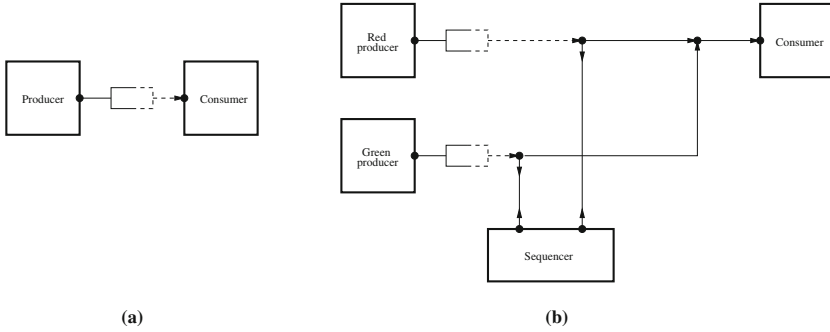 Producer
Consumer
(a)
Red
producer
Consumer
Green
producer
Sequencer
(b)